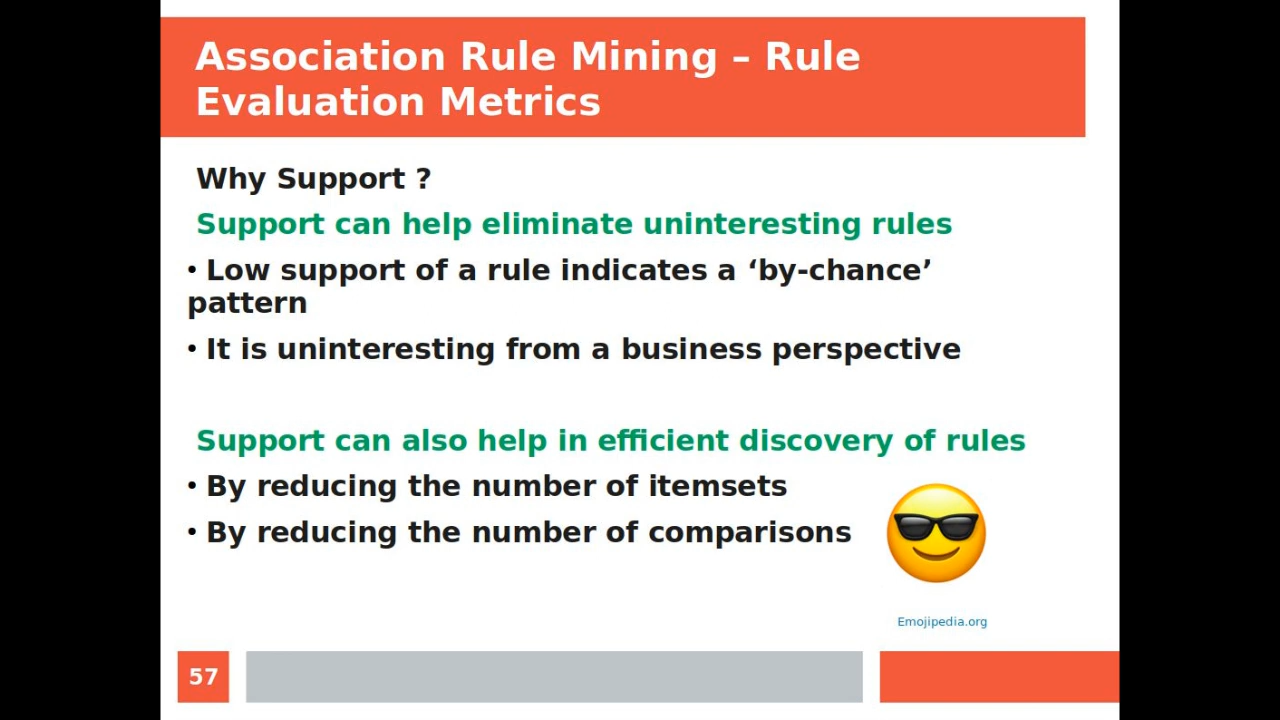 Association Rule Mining – Rule
Evaluation Metrics
Why Support ?
Support can help eliminate uninteresting rules
• Low support of a rule indicates a ‘by-chance’
pattern
• It is uninteresting from a business perspective
Support can also help in efficient discovery of rules
• By reducing the number of itemsets
• By reducing the number of comparisons
Emojipedia.org
57